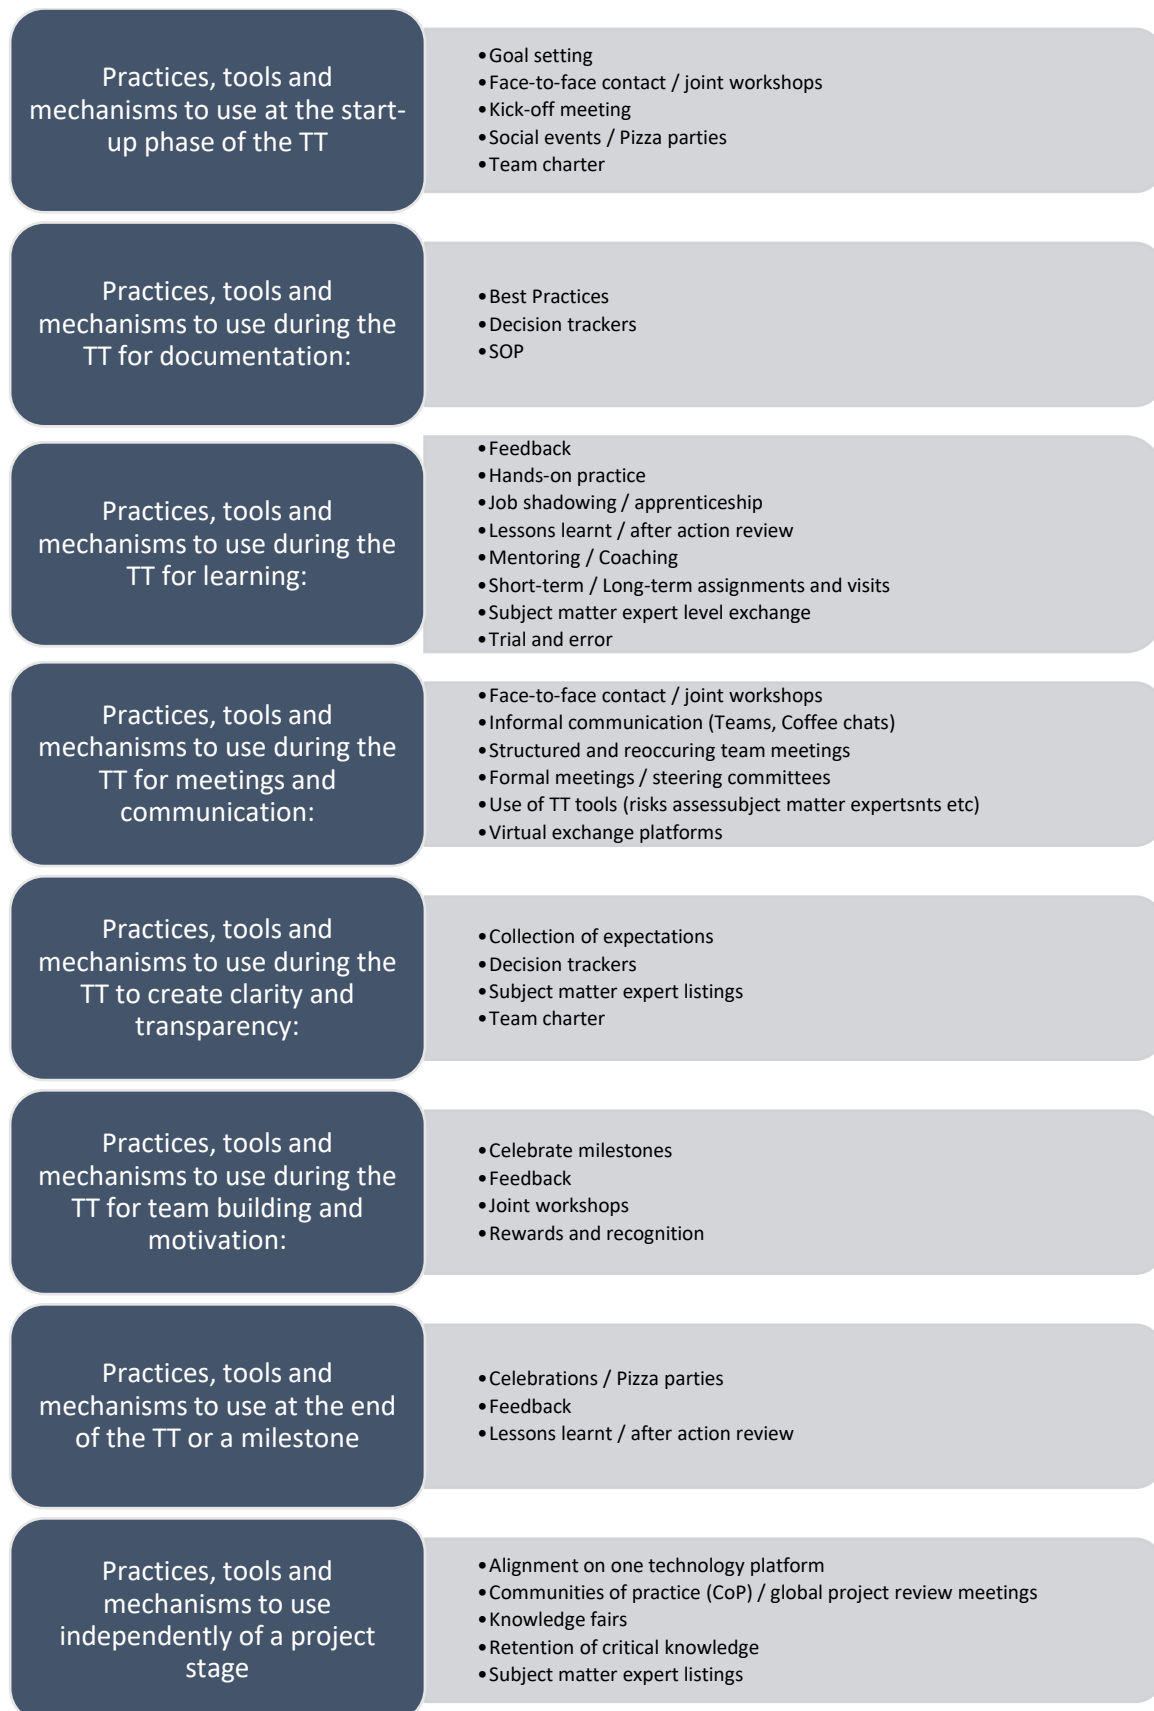 Practices, tools and
mechanisms to use at the start-
up phase of the TT
•Goal setting
•Face-to-face contact / joint workshops
•Kick-off meeting
•Social events / Pizza parties
•Team charter
Practices, tools and
mechanisms to use during the
TT for documentation:
•Best Practices
•Decision trackers
•SOP
Practices, tools and
mechanisms to use during the
TT for learning:
•Feedback
•Hands-on practice
•Job shadowing / apprenticeship
•Lessons learnt / after action review
•Mentoring / Coaching
•Short-term / Long-term assignments and visits
•Subject matter expert level exchange
•Trial and error
Practices, tools and
mechanisms to use during the
TT for meetings and
communication:
•Face-to-face contact / joint workshops
•Informal communication (Teams, Coffee chats)
•Structured and reoccuring team meetings
•Formal meetings / steering committees
•Use of TT tools (risks assessubject matter expertsnts etc)
•Virtual exchange platforms
Practices, tools and
mechanisms to use during the
TT to create clarity and
transparency:
•Collection of expectations
•Decision trackers
•Subject matter expert listings
•Team charter
Practices, tools and
mechanisms to use during the
TT for team building and
motivation:
•Celebrate milestones
•Feedback
•Joint workshops
•Rewards and recognition
Practices, tools and
mechanisms to use at the end
of the TT or a milestone
•Celebrations / Pizza parties
•Feedback
•Lessons learnt / after action review
Practices, tools and
mechanisms to use
independently of a project
stage
•Alignment on one technology platform
•Communities of practice (CoP) / global project review meetings
•Knowledge fairs
•Retention of critical knowledge
•Subject matter expert listings